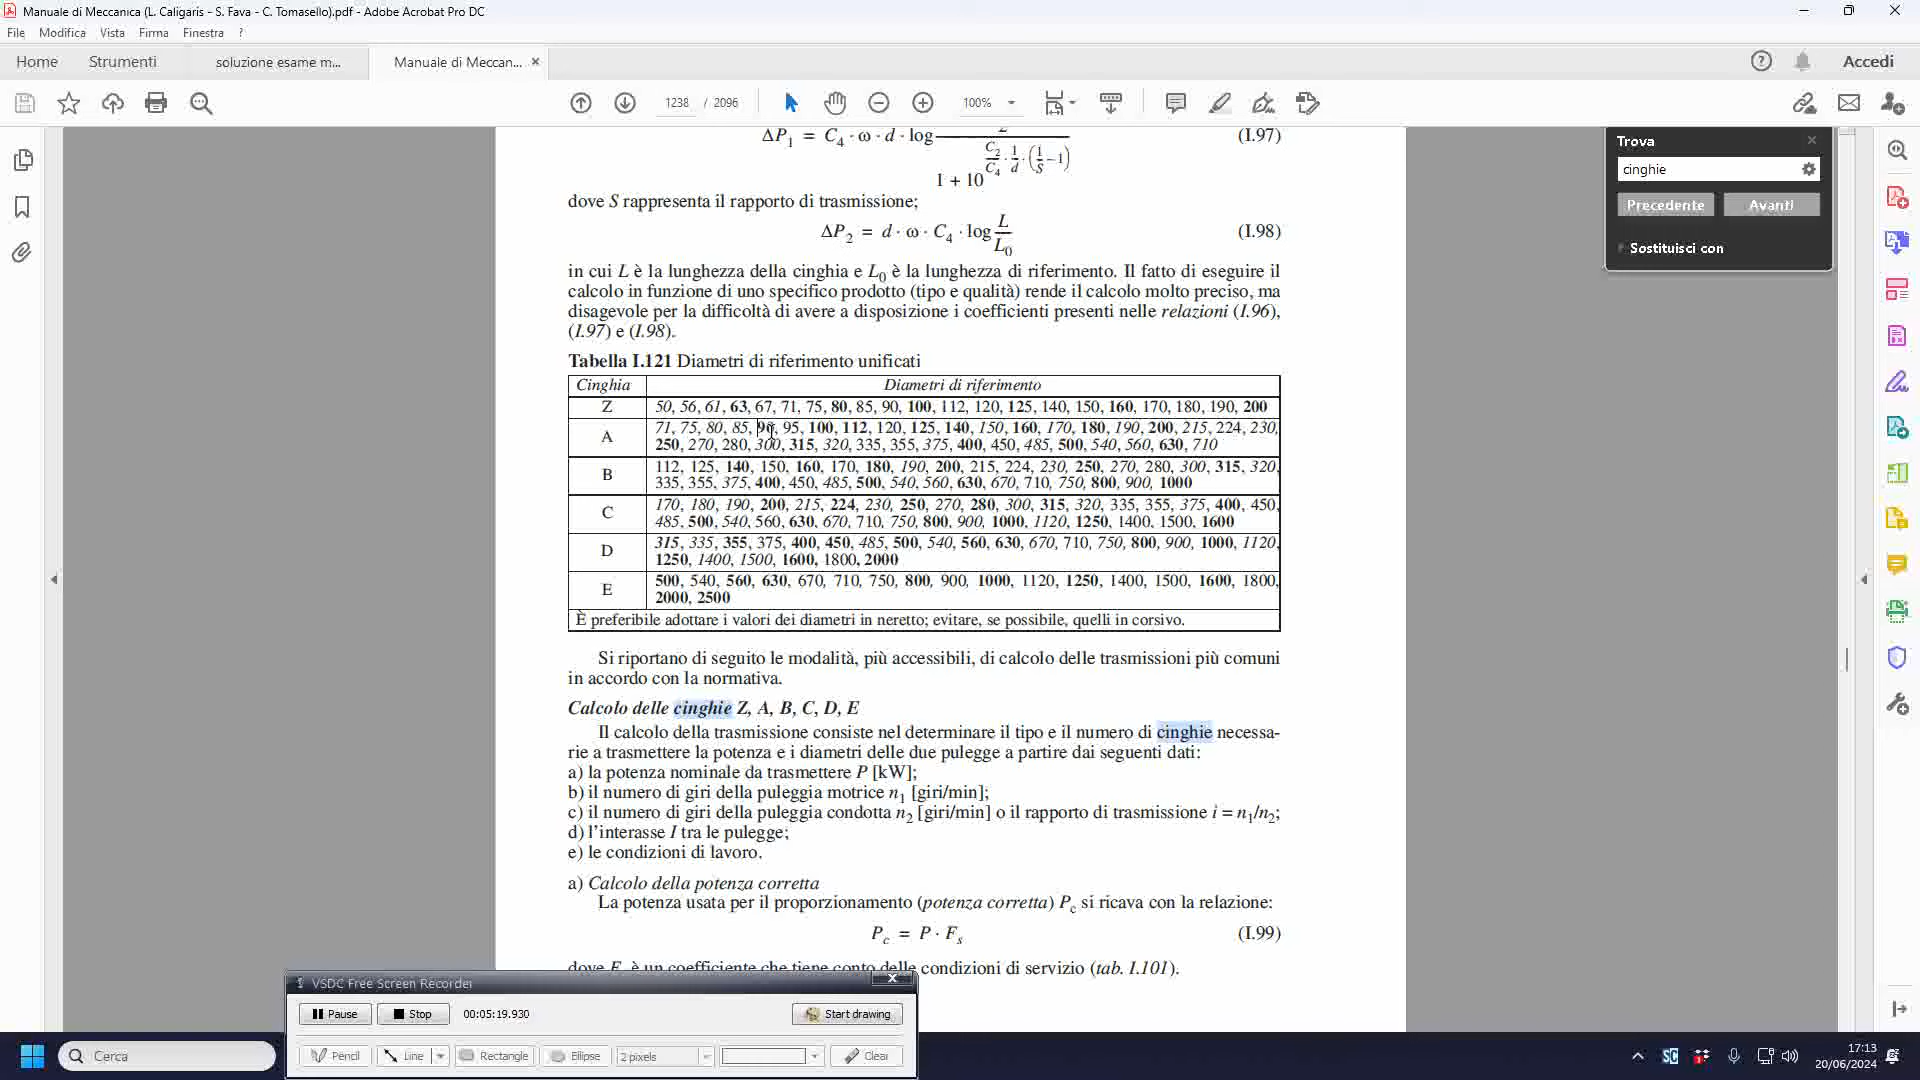 Manuale di Meccanica (L. Caligaris - S. Fava - C. Tomasello).pdf - Adobe Acrobat Pro DC
File Modifica Vista Firma Finestra ?
Home Strumenti soluzione esame m... Manuale di Meccan... × Accedi
1238 / 2096 100%
ΔP1 = C4 · ω · d · log 2 / 1 + 10^(C2/C4 · 1/d · (1/S − 1)) (I.97)
dove S rappresenta il rapporto di trasmissione;
ΔP2 = d · ω · C4 · log L/L0 (I.98)
in cui L è la lunghezza della cinghia e L0 è la lunghezza di riferimento. Il fatto di eseguire il
calcolo in funzione di uno specifico prodotto (tipo e qualità) rende il calcolo molto preciso, ma
disagevole per la difficoltà di avere a disposizione i coefficienti presenti nelle relazioni (I.96),
(I.97) e (I.98).
Tabella I.121 Diametri di riferimento unificati
Cinghia Diametri di riferimento
Z 50, 56, 61, 63, 67, 71, 75, 80, 85, 90, 100, 112, 120, 125, 140, 150, 160, 170, 180, 190, 200
A 71, 75, 80, 85, 90, 95, 100, 112, 120, 125, 140, 150, 160, 170, 180, 190, 200, 215, 224, 230,
250, 270, 280, 300, 315, 320, 335, 355, 375, 400, 450, 485, 500, 540, 560, 630, 710
B 112, 125, 140, 150, 160, 170, 180, 190, 200, 215, 224, 230, 250, 270, 280, 300, 315, 320,
335, 355, 375, 400, 450, 485, 500, 540, 560, 630, 670, 710, 750, 800, 900, 1000
C 170, 180, 190, 200, 215, 224, 230, 250, 270, 280, 300, 315, 320, 335, 355, 375, 400, 450,
485, 500, 540, 560, 630, 670, 710, 750, 800, 900, 1000, 1120, 1250, 1400, 1500, 1600
D 315, 335, 355, 375, 400, 450, 485, 500, 540, 560, 630, 670, 710, 750, 800, 900, 1000, 1120,
1250, 1400, 1500, 1600, 1800, 2000
E 500, 540, 560, 630, 670, 710, 750, 800, 900, 1000, 1120, 1250, 1400, 1500, 1600, 1800,
2000, 2500
È preferibile adottare i valori dei diametri in neretto; evitare, se possibile, quelli in corsivo.
Si riportano di seguito le modalità, più accessibili, di calcolo delle trasmissioni più comuni
in accordo con la normativa.
Calcolo delle cinghie Z, A, B, C, D, E
Il calcolo della trasmissione consiste nel determinare il tipo e il numero di cinghie necessa-
rie a trasmettere la potenza e i diametri delle due pulegge a partire dai seguenti dati:
a) la potenza nominale da trasmettere P [kW];
b) il numero di giri della puleggia motrice n1 [giri/min];
c) il numero di giri della puleggia condotta n2 [giri/min] o il rapporto di trasmissione i = n1/n2;
d) l'interasse I tra le pulegge;
e) le condizioni di lavoro.
a) Calcolo della potenza corretta
La potenza usata per il proporzionamento (potenza corretta) Pc si ricava con la relazione:
Pc = P · Fs (I.99)
dove Fs è un coefficiente che tiene conto delle condizioni di servizio (tab. I.101).
Trova
cinghie
Precedente Avanti
Sostituisci con
VSDC Free Screen Recorder
Pause Stop 00:05:19.930 Start drawing
Pencil Line Rectangle Ellipse 2 pixels Clear
Cerca
17:13
20/06/2024